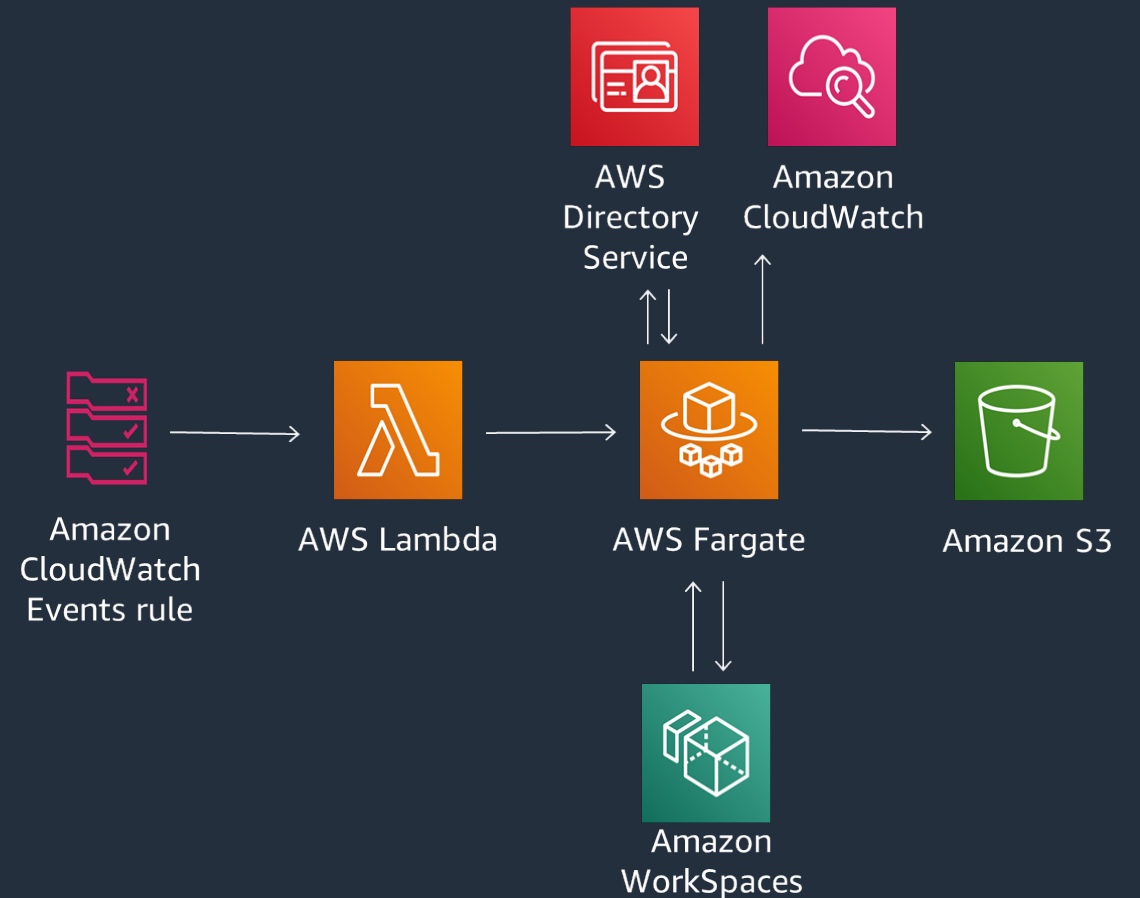 AWS
Directory
Service
Amazon
CloudWatch
Amazon
CloudWatch
Events rule
AWS Lambda
AWS Fargate
Amazon S3
Amazon
WorkSpaces